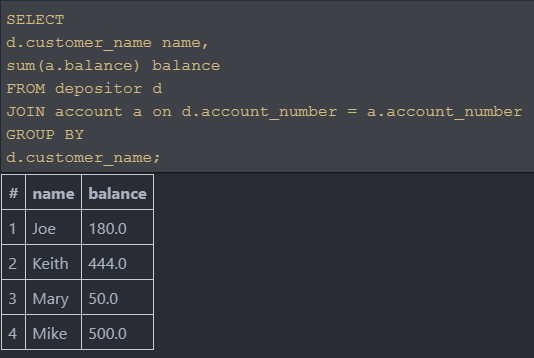 SELECT
d.customer_name name,
sum(a.balance) balance
FROM depositor d
JOIN account a on d.account_number = a.account_number
GROUP BY
d.customer_name;
# name balance
1 Joe 180.0
2 Keith 444.0
3 Mary 50.0
4 Mike 500.0